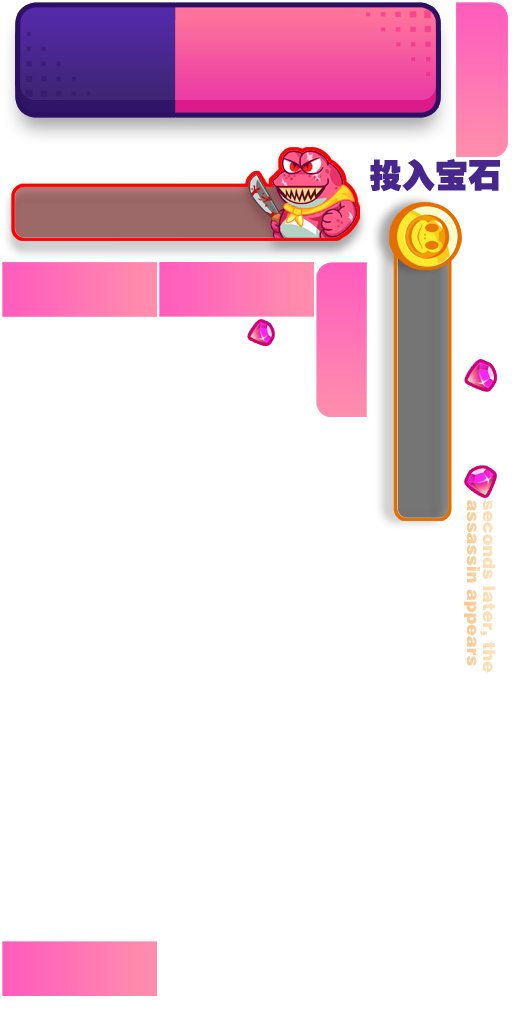 投入宝石
seconds later, the
assassin appears